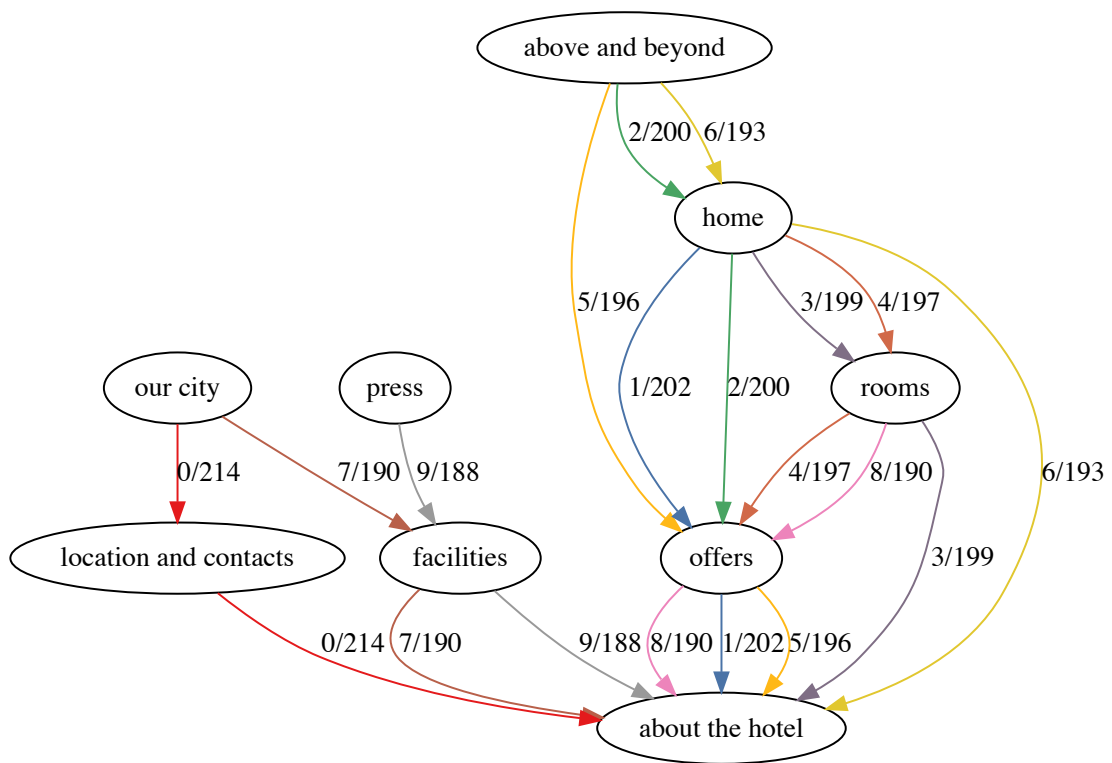 above and beyond
2/200
6/193
home
5/196
3/199
4/197
our city
press
1/202
2/200
rooms
0/214
7/190
9/188
4/197
8/190
6/193
location and contacts
facilities
offers
3/199
0/214
7/190
9/188
8/190
1/202
5/196
about the hotel